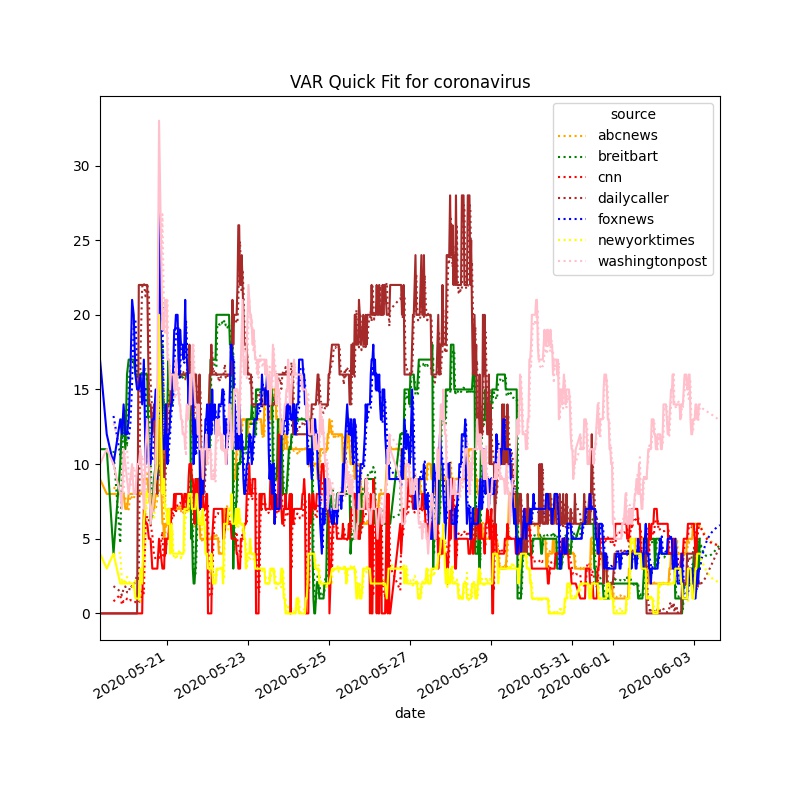 VAR Quick Fit for coronavirus
source
abcnews
breitbart
cnn
dailycaller
foxnews
newyorktimes
washingtonpost
30
25
20
15
10
5
0
2020-05-21
2020-05-23
2020-05-25
2020-05-27
2020-05-29
2020-05-31
2020-06-01
2020-06-03
date